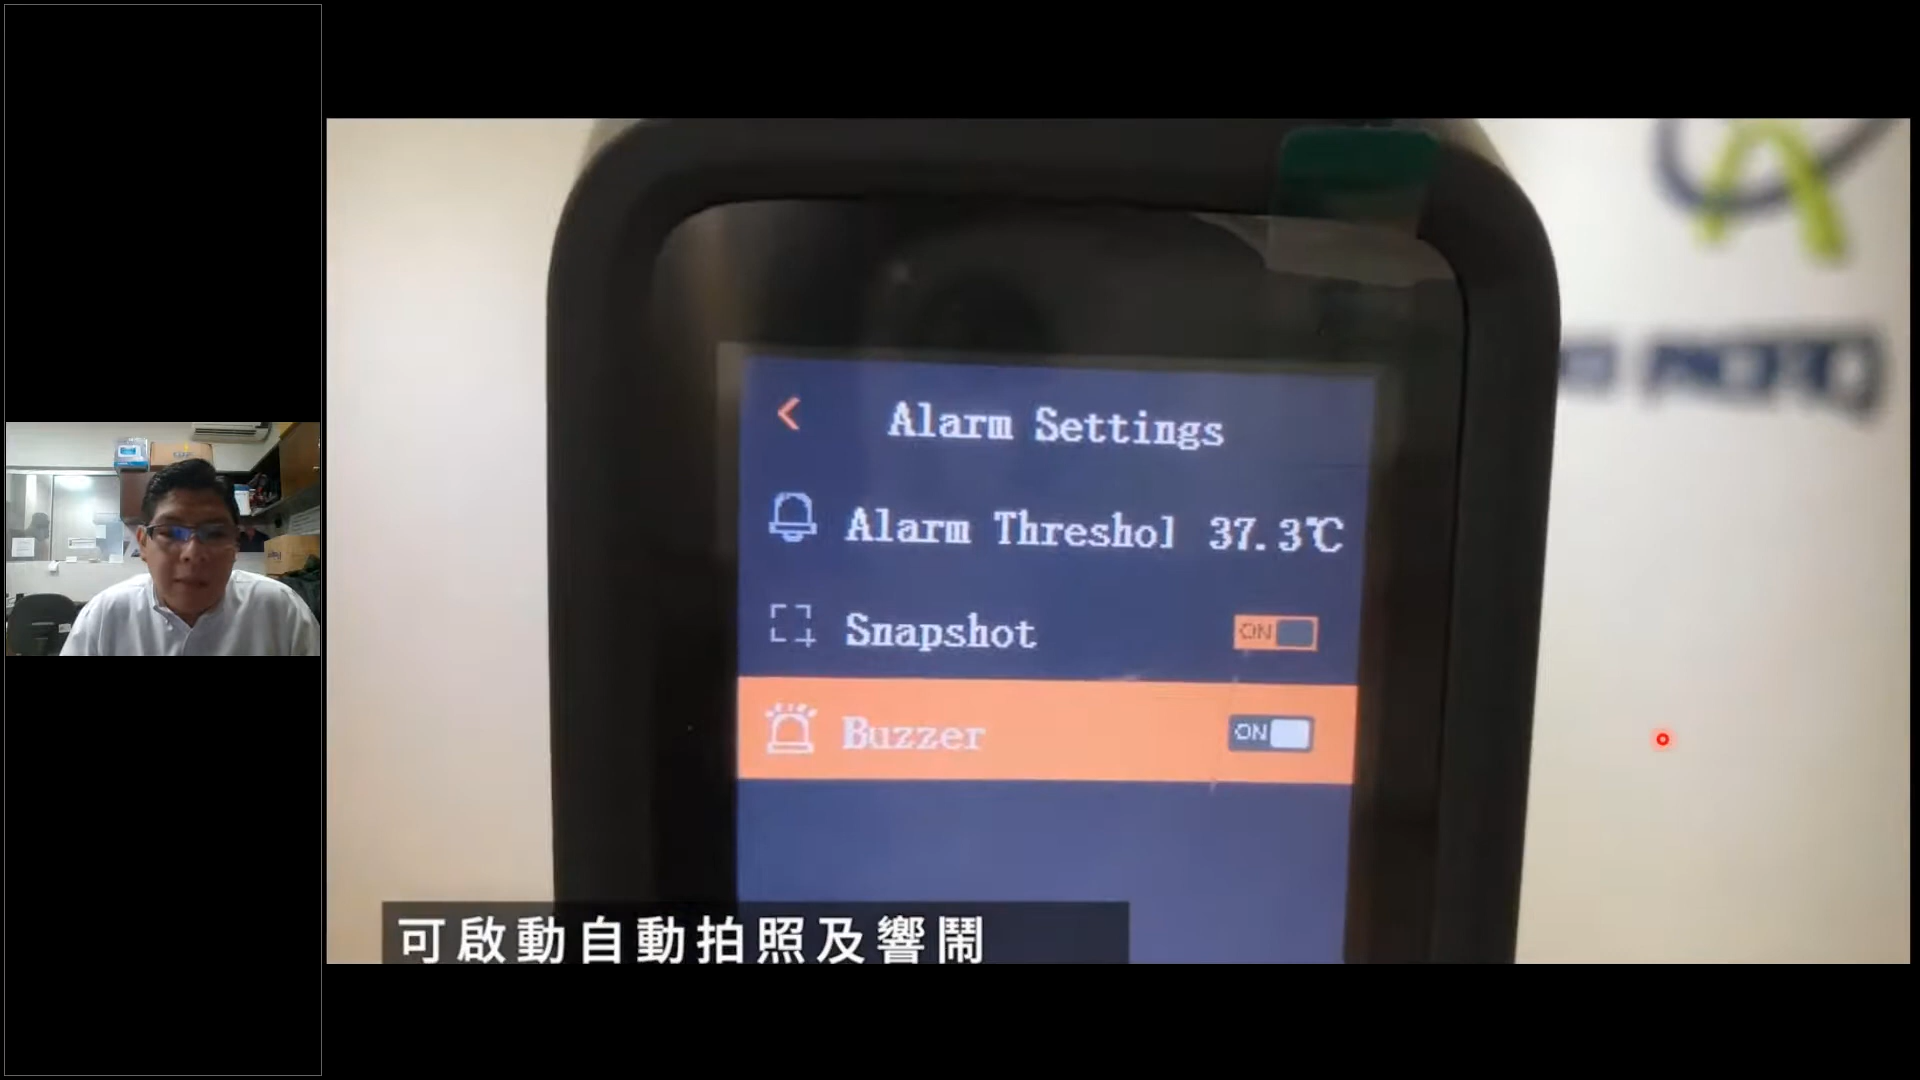 Alarm Settings
Alarm Threshol 37.3℃
Snapshot ON
Buzzer ON
可啟動自動拍照及響鬧